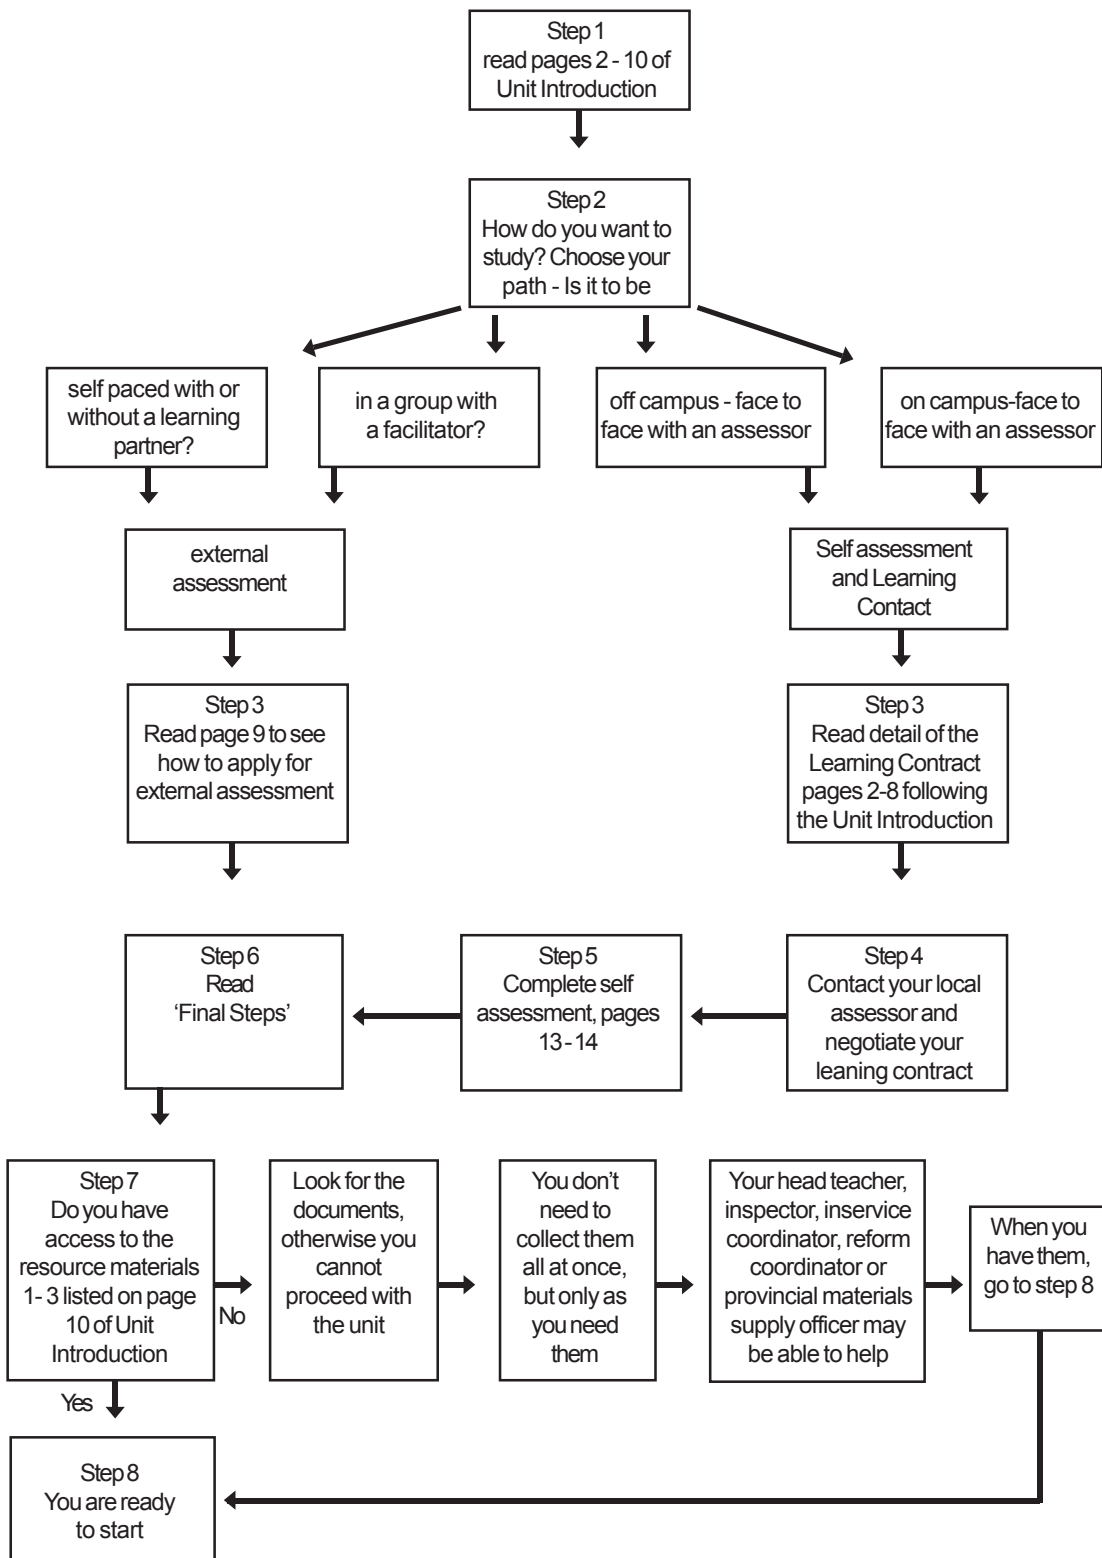 Step 1
read pages 2 - 10 of
Unit Introduction
Step 2
How do you want to
study? Choose your
path - Is it to be
self paced with or
without a learning
partner?
in a group with
a facilitator?
off campus - face to
face with an assessor
on campus-face to
face with an assessor
external
assessment
Self assessment
and Learning
Contact
Step 3
Read page 9 to see
how to apply for
external assessment
Step 3
Read detail of the
Learning Contract
pages 2-8 following
the Unit Introduction
Step 6
Read
‘Final Steps’
Step 5
Complete self
assessment, pages
13 - 14
Step 4
Contact your local
assessor and
negotiate your
leaning contract
Step 7
Do you have
access to the
resource materials
1- 3 listed on page
10 of Unit
Introduction
No
Yes
Look for the
documents,
otherwise you
cannot
proceed with
the unit
You don’t
need to
collect them
all at once,
but only as
you need
them
Your head teacher,
inspector, inservice
coordinator, reform
coordinator or
provincial materials
supply officer may
be able to help
When you
have them,
go to step 8
Step 8
You are ready
to start